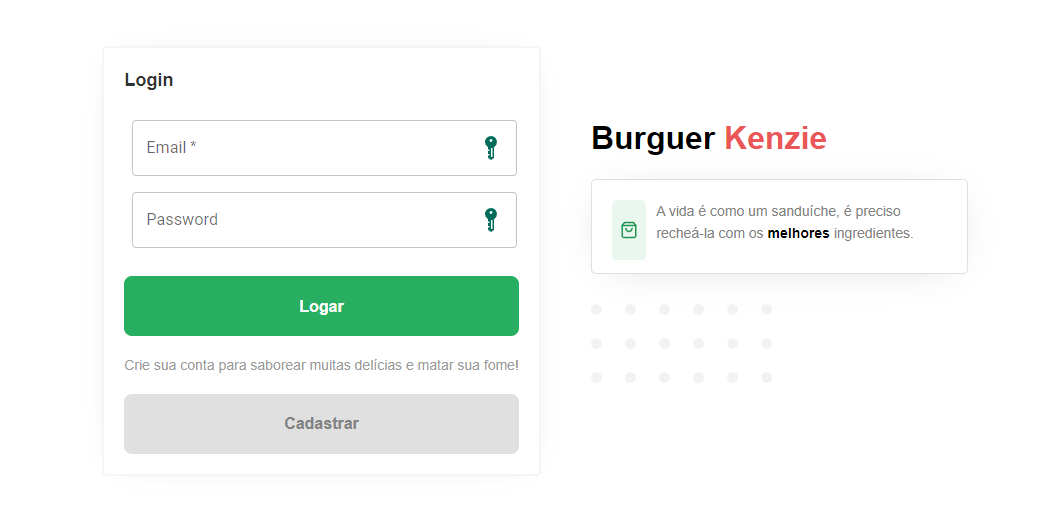 Login
Email *
Password
Logar
Crie sua conta para saborear muitas delícias e matar sua fome!
Cadastrar
Burguer Kenzie
A vida é como um sanduíche, é preciso
recheá-la com os melhores ingredientes.